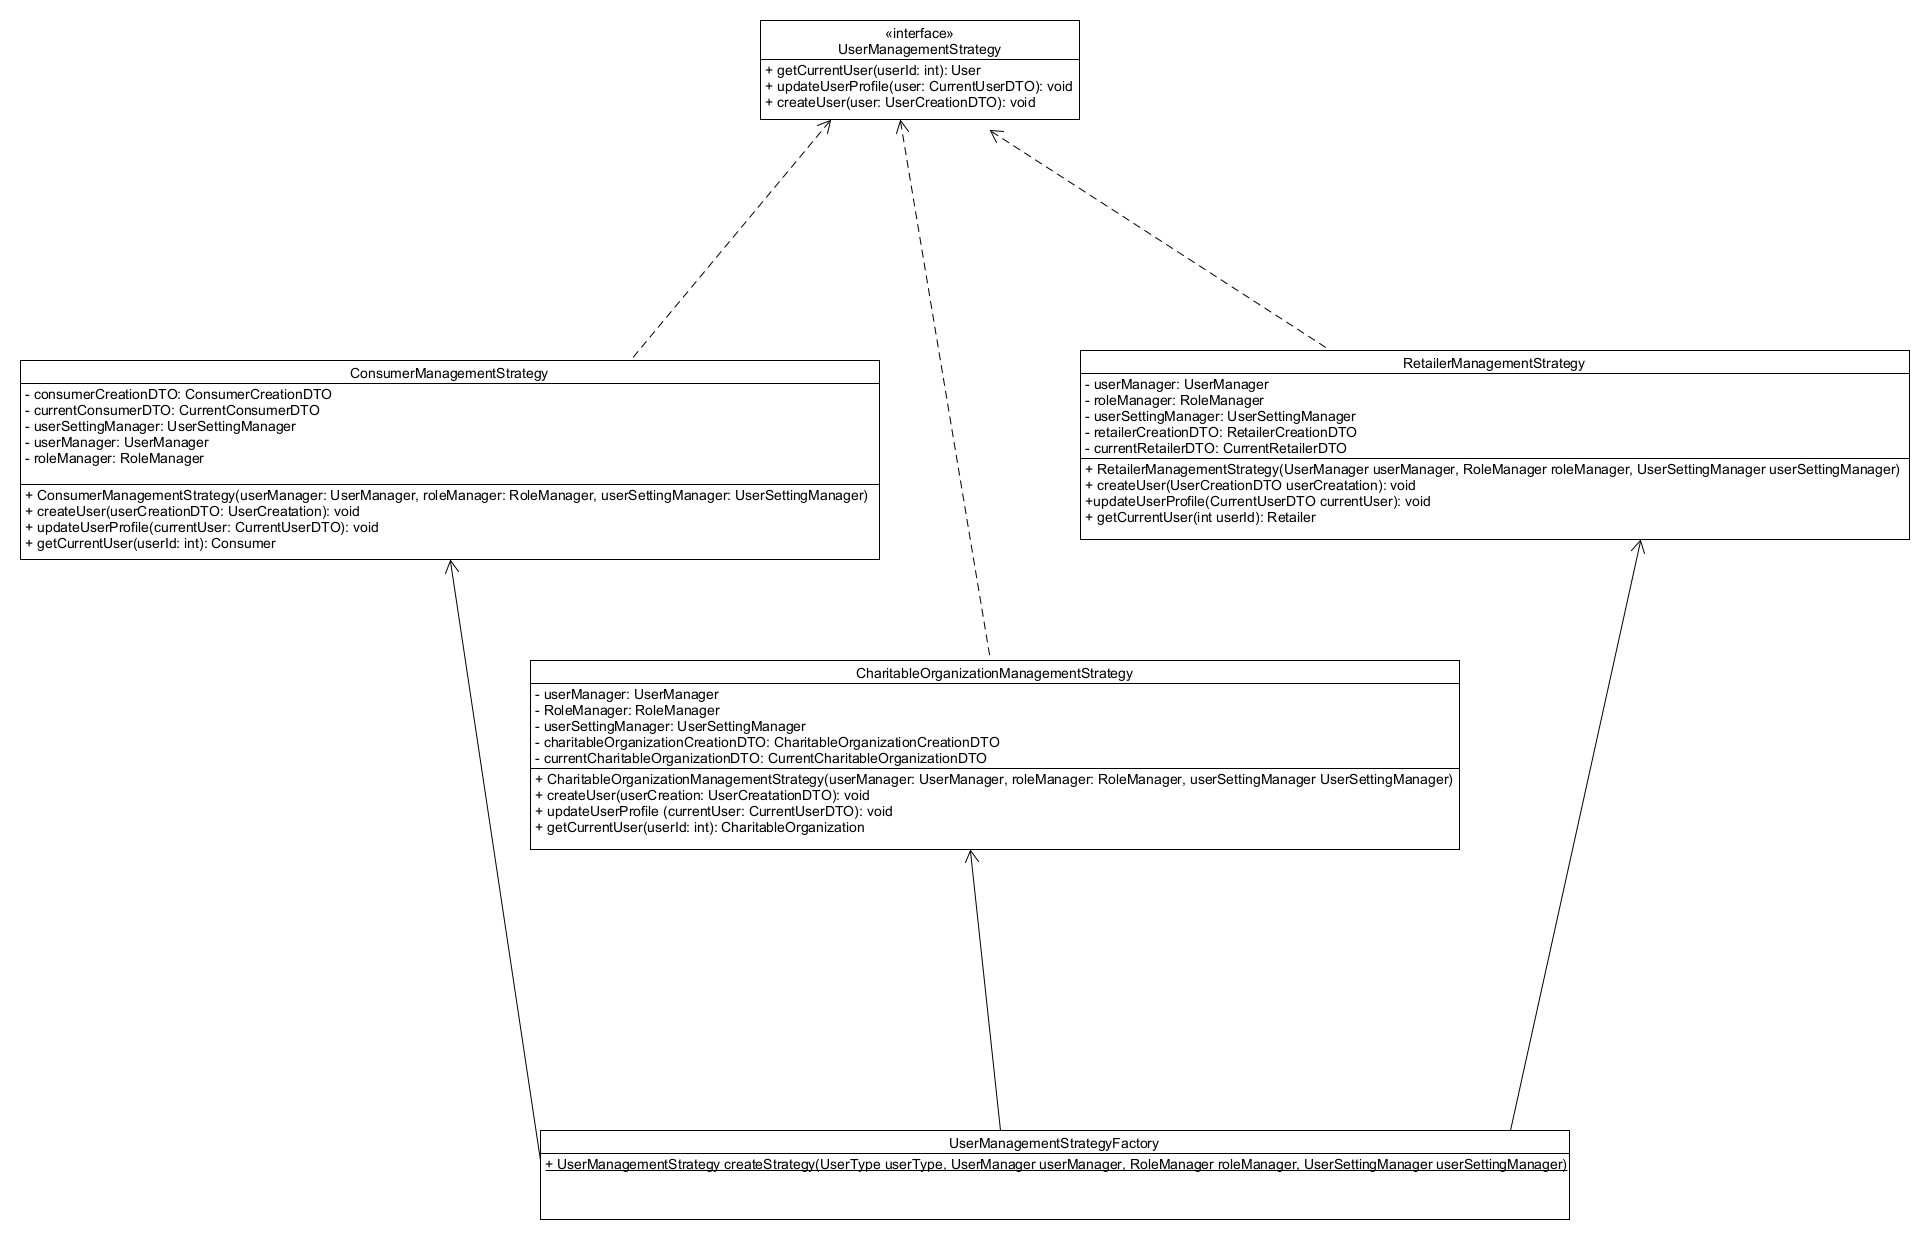 «interface»
UserManagementStrategy
+ getCurrentUser(userId: int): User
+ updateUserProfile(user: CurrentUserDTO): void
+ createUser(user: UserCreationDTO): void
ConsumerManagementStrategy
- consumerCreationDTO: ConsumerCreationDTO
- currentConsumerDTO: CurrentConsumerDTO
- userSettingManager: UserSettingManager
- userManager: UserManager
- roleManager: RoleManager
+ ConsumerManagementStrategy(userManager: UserManager, roleManager: RoleManager, userSettingManager: UserSettingManager)
+ createUser(userCreationDTO: UserCreatation): void
+ updateUserProfile(currentUser: CurrentUserDTO): void
+ getCurrentUser(userId: int): Consumer
RetailerManagementStrategy
- userManager: UserManager
- roleManager: RoleManager
- userSettingManager: UserSettingManager
- retailerCreationDTO: RetailerCreationDTO
- currentRetailerDTO: CurrentRetailerDTO
+ RetailerManagementStrategy(UserManager userManager, RoleManager roleManager, UserSettingManager userSettingManager)
+ createUser(UserCreationDTO userCreatation): void
+updateUserProfile(CurrentUserDTO currentUser): void
+ getCurrentUser(int userId): Retailer
CharitableOrganizationManagementStrategy
- userManager: UserManager
- RoleManager: RoleManager
- userSettingManager: UserSettingManager
- charitableOrganizationCreationDTO: CharitableOrganizationCreationDTO
- currentCharitableOrganizationDTO: CurrentCharitableOrganizationDTO
+ CharitableOrganizationManagementStrategy(userManager: UserManager, roleManager: RoleManager, userSettingManager UserSettingManager)
+ createUser(userCreation: UserCreatationDTO): void
+ updateUserProfile (currentUser: CurrentUserDTO): void
+ getCurrentUser(userId: int): CharitableOrganization
UserManagementStrategyFactory
+ UserManagementStrategy createStrategy(UserType userType, UserManager userManager, RoleManager roleManager, UserSettingManager userSettingManager)